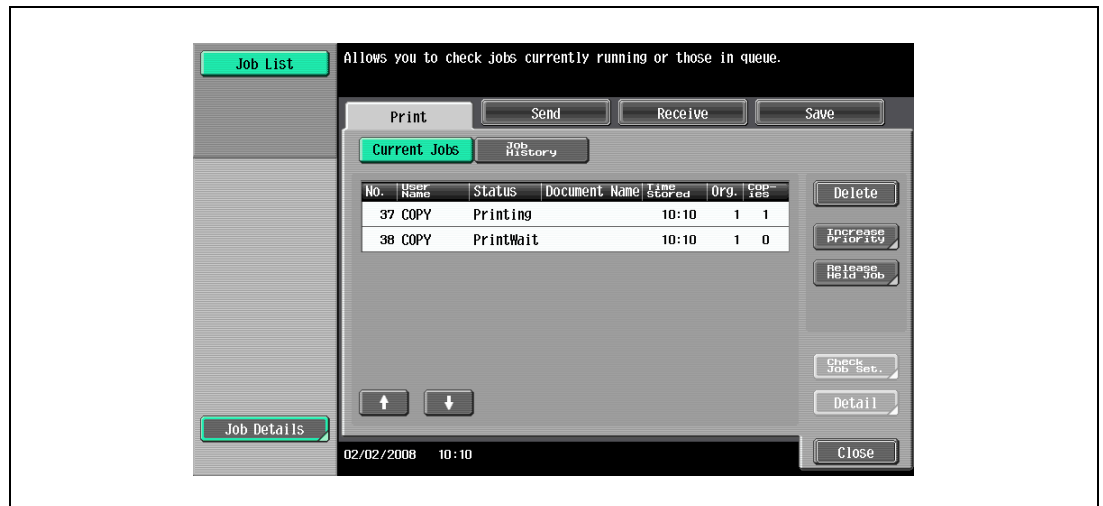 Job List
Allows you to check jobs currently running or those in queue.
Print Send Receive Save
Current Jobs Job History
No. User Name Status Document Name Time Stored Org. Cop-ies
37 COPY Printing 10:10 1 1
38 COPY PrintWait 10:10 1 0
Delete
Increase Priority
Release Held Job
Check Job Set.
Detail
Job Details
02/02/2008 10:10
Close